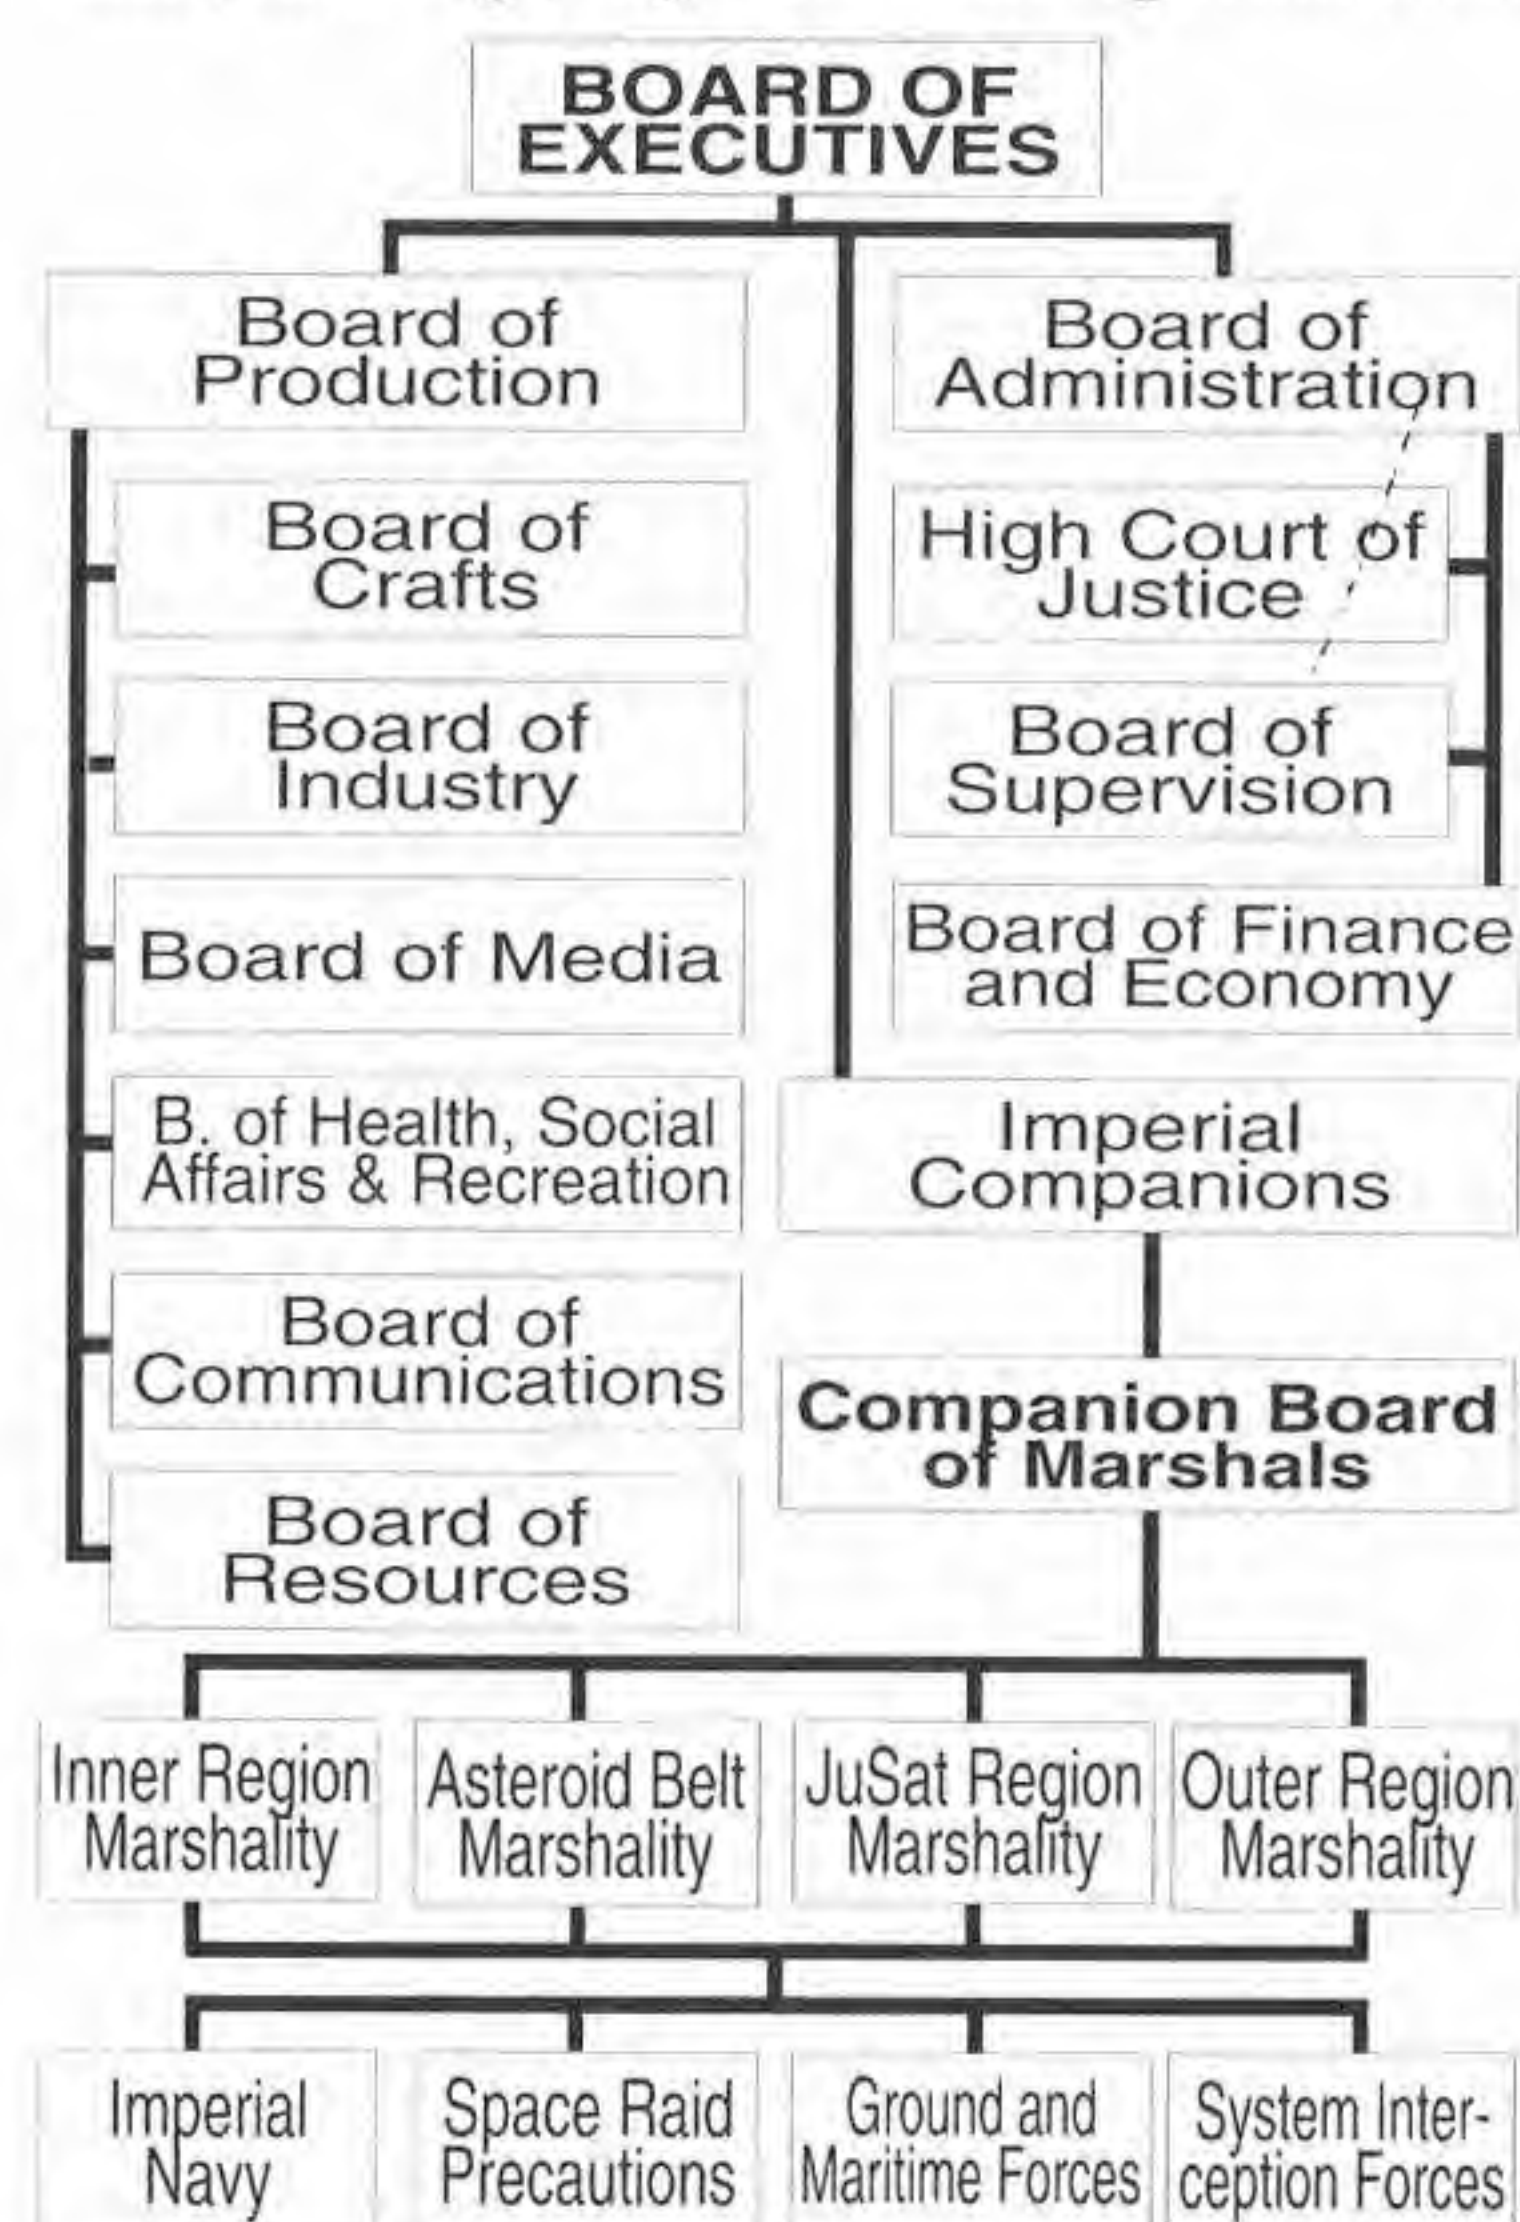 BOARD OF
EXECUTIVES
Board of
Production
Board of
Administration
Board of
Crafts
High Court of
Justice
Board of
Industry
Board of
Supervision
Board of Media
Board of Finance
and Economy
B. of Health, Social
Affairs & Recreation
Imperial
Companions
Board of
Communications
Companion Board
of Marshals
Board of
Resources
Inner Region
Marshality
Asteroid Belt
Marshality
JuSat Region
Marshality
Outer Region
Marshality
Imperial
Navy
Space Raid
Precautions
Ground and
Maritime Forces
System Inter-
ception Forces